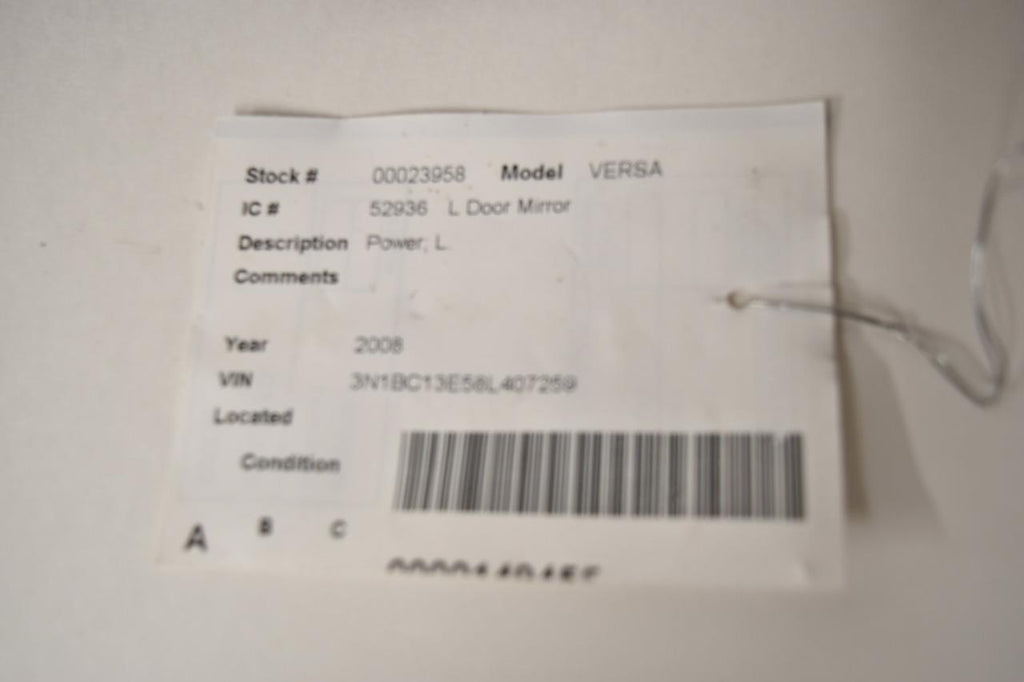 Stock # 00023958 Model VERSA
IC # 52936 L Door Mirror
Description Power, L.
Comments
Year 2008
VIN 3N1BC13E58L407259
Located
Condition
A B C